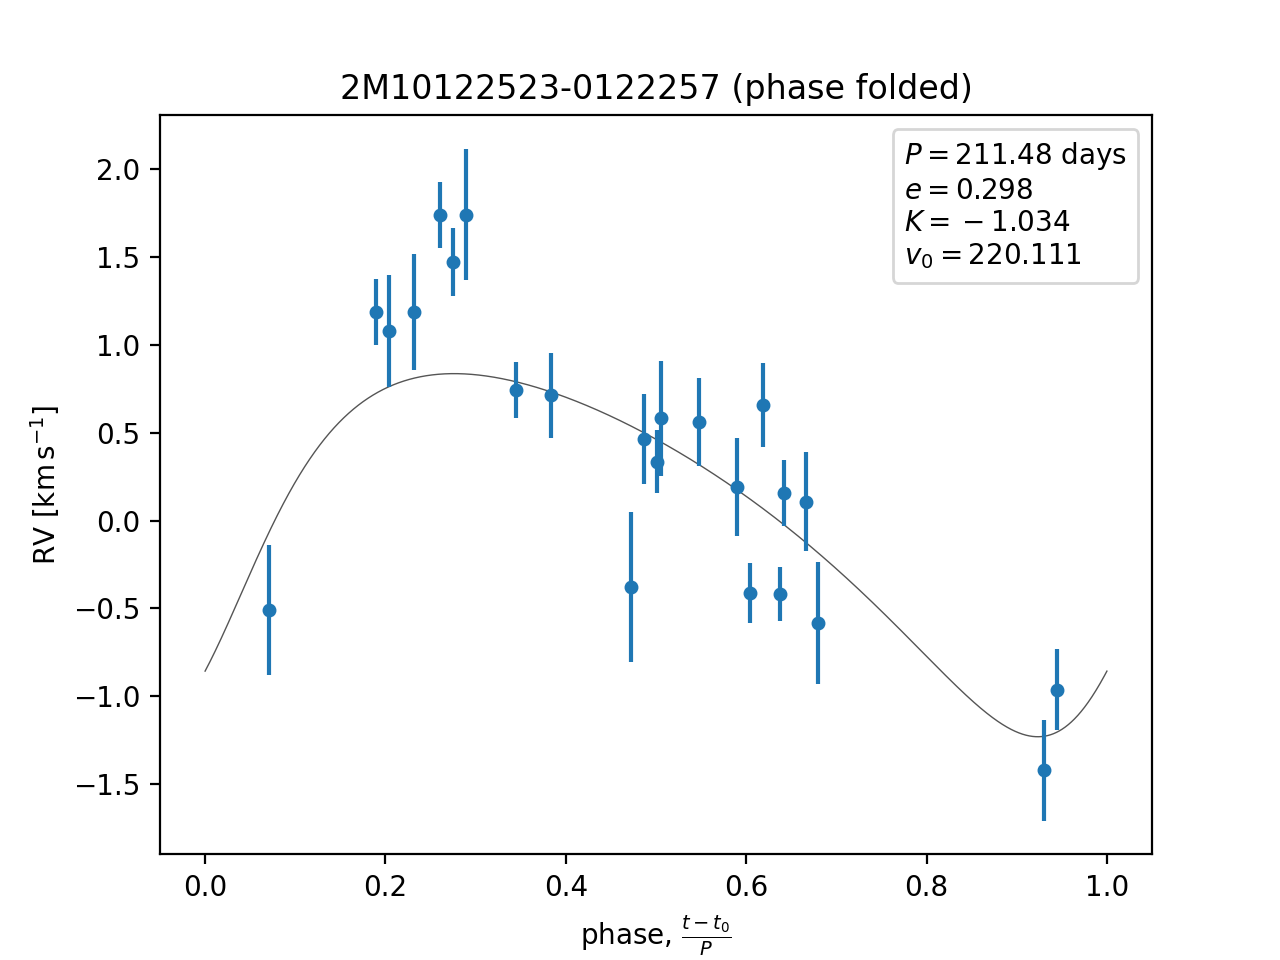 2M10122523-0122257 (phase folded)
P = 211.48 days
e = 0.298
K = −1.034
v₀ = 220.111
RV [km s⁻¹]
2.0
1.5
1.0
0.5
0.0
−0.5
−1.0
−1.5
0.0 0.2 0.4 0.6 0.8 1.0
phase, (t − t₀)/P